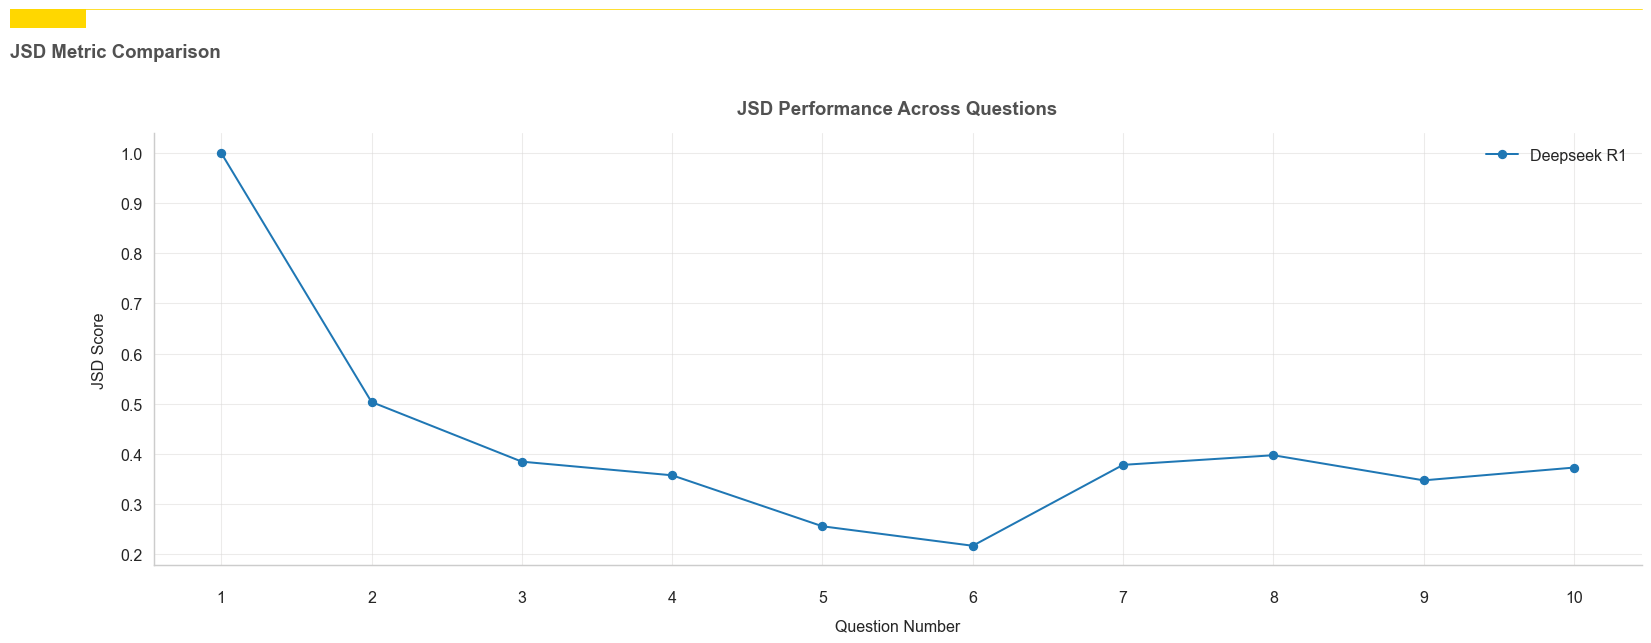 JSD Metric Comparison
JSD Performance Across Questions
Deepseek R1
JSD Score
1.0
0.9
0.8
0.7
0.6
0.5
0.4
0.3
0.2
1 2 3 4 5 6 7 8 9 10
Question Number